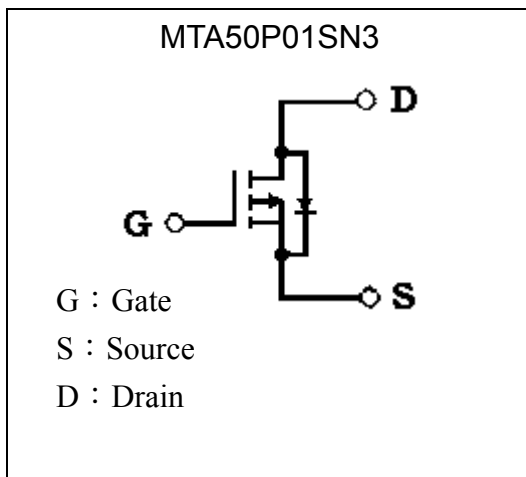 MTA50P01SN3
D
G
S
G：Gate
S：Source
D：Drain